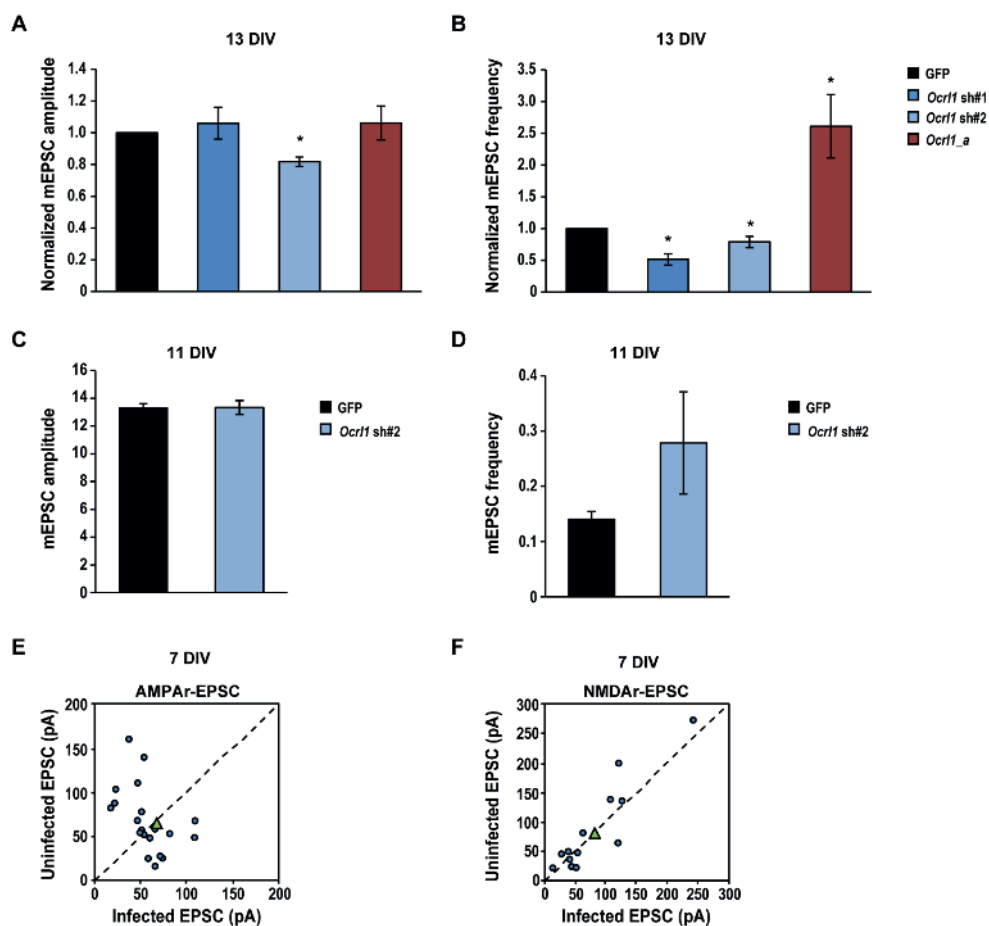 A
13 DIV
Normalized mEPSC amplitude
1.4
1.2
1.0
0.8
0.6
0.4
0.2
0
*
B
13 DIV
Normalized mEPSC frequency
3.5
3.0
2.5
2.0
1.5
1.0
0.5
0
*
*
*
GFP
Ocrl1 sh#1
Ocrl1 sh#2
Ocrl1_a
C
11 DIV
mEPSC amplitude
16
14
12
10
8
6
4
2
0
GFP
Ocrl1 sh#2
D
11 DIV
mEPSC frequency
0.4
0.3
0.2
0.1
0
GFP
Ocrl1 sh#2
E
7 DIV
AMPAr-EPSC
Uninfected EPSC (pA)
200
150
100
50
0
0 50 100 150 200
Infected EPSC (pA)
F
7 DIV
NMDAr-EPSC
Uninfected EPSC (pA)
300
250
200
150
100
50
0
0 50 100 150 200 250 300
Infected EPSC (pA)